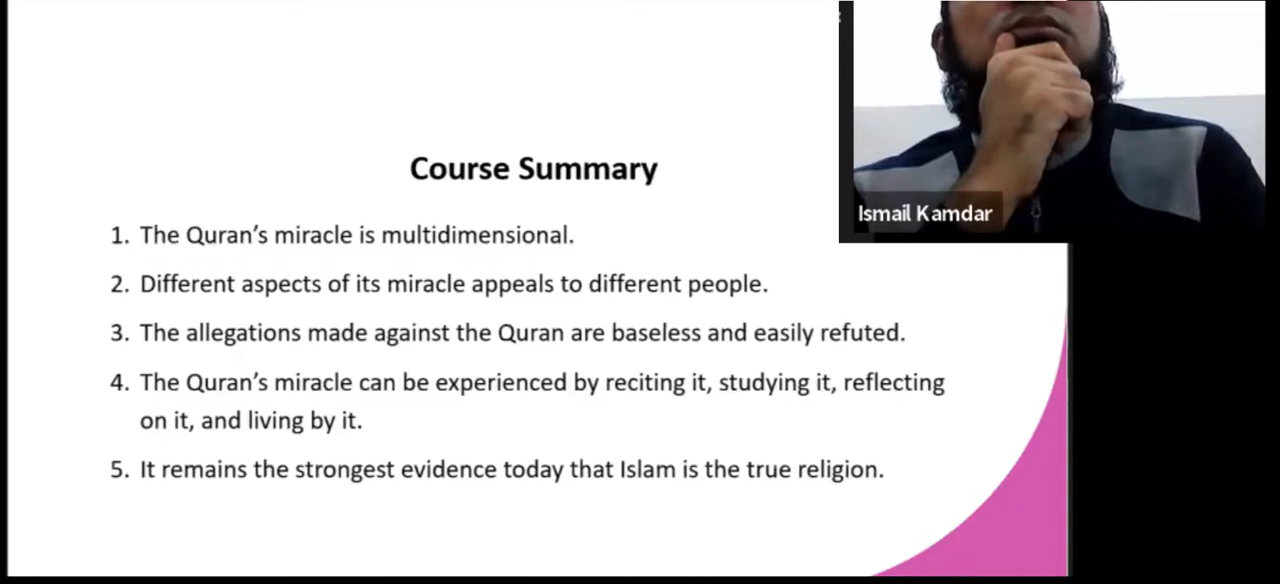 Course Summary
1. The Quran’s miracle is multidimensional.
2. Different aspects of its miracle appeals to different people.
3. The allegations made against the Quran are baseless and easily refuted.
4. The Quran’s miracle can be experienced by reciting it, studying it, reflecting
on it, and living by it.
5. It remains the strongest evidence today that Islam is the true religion.
Ismail Kamdar